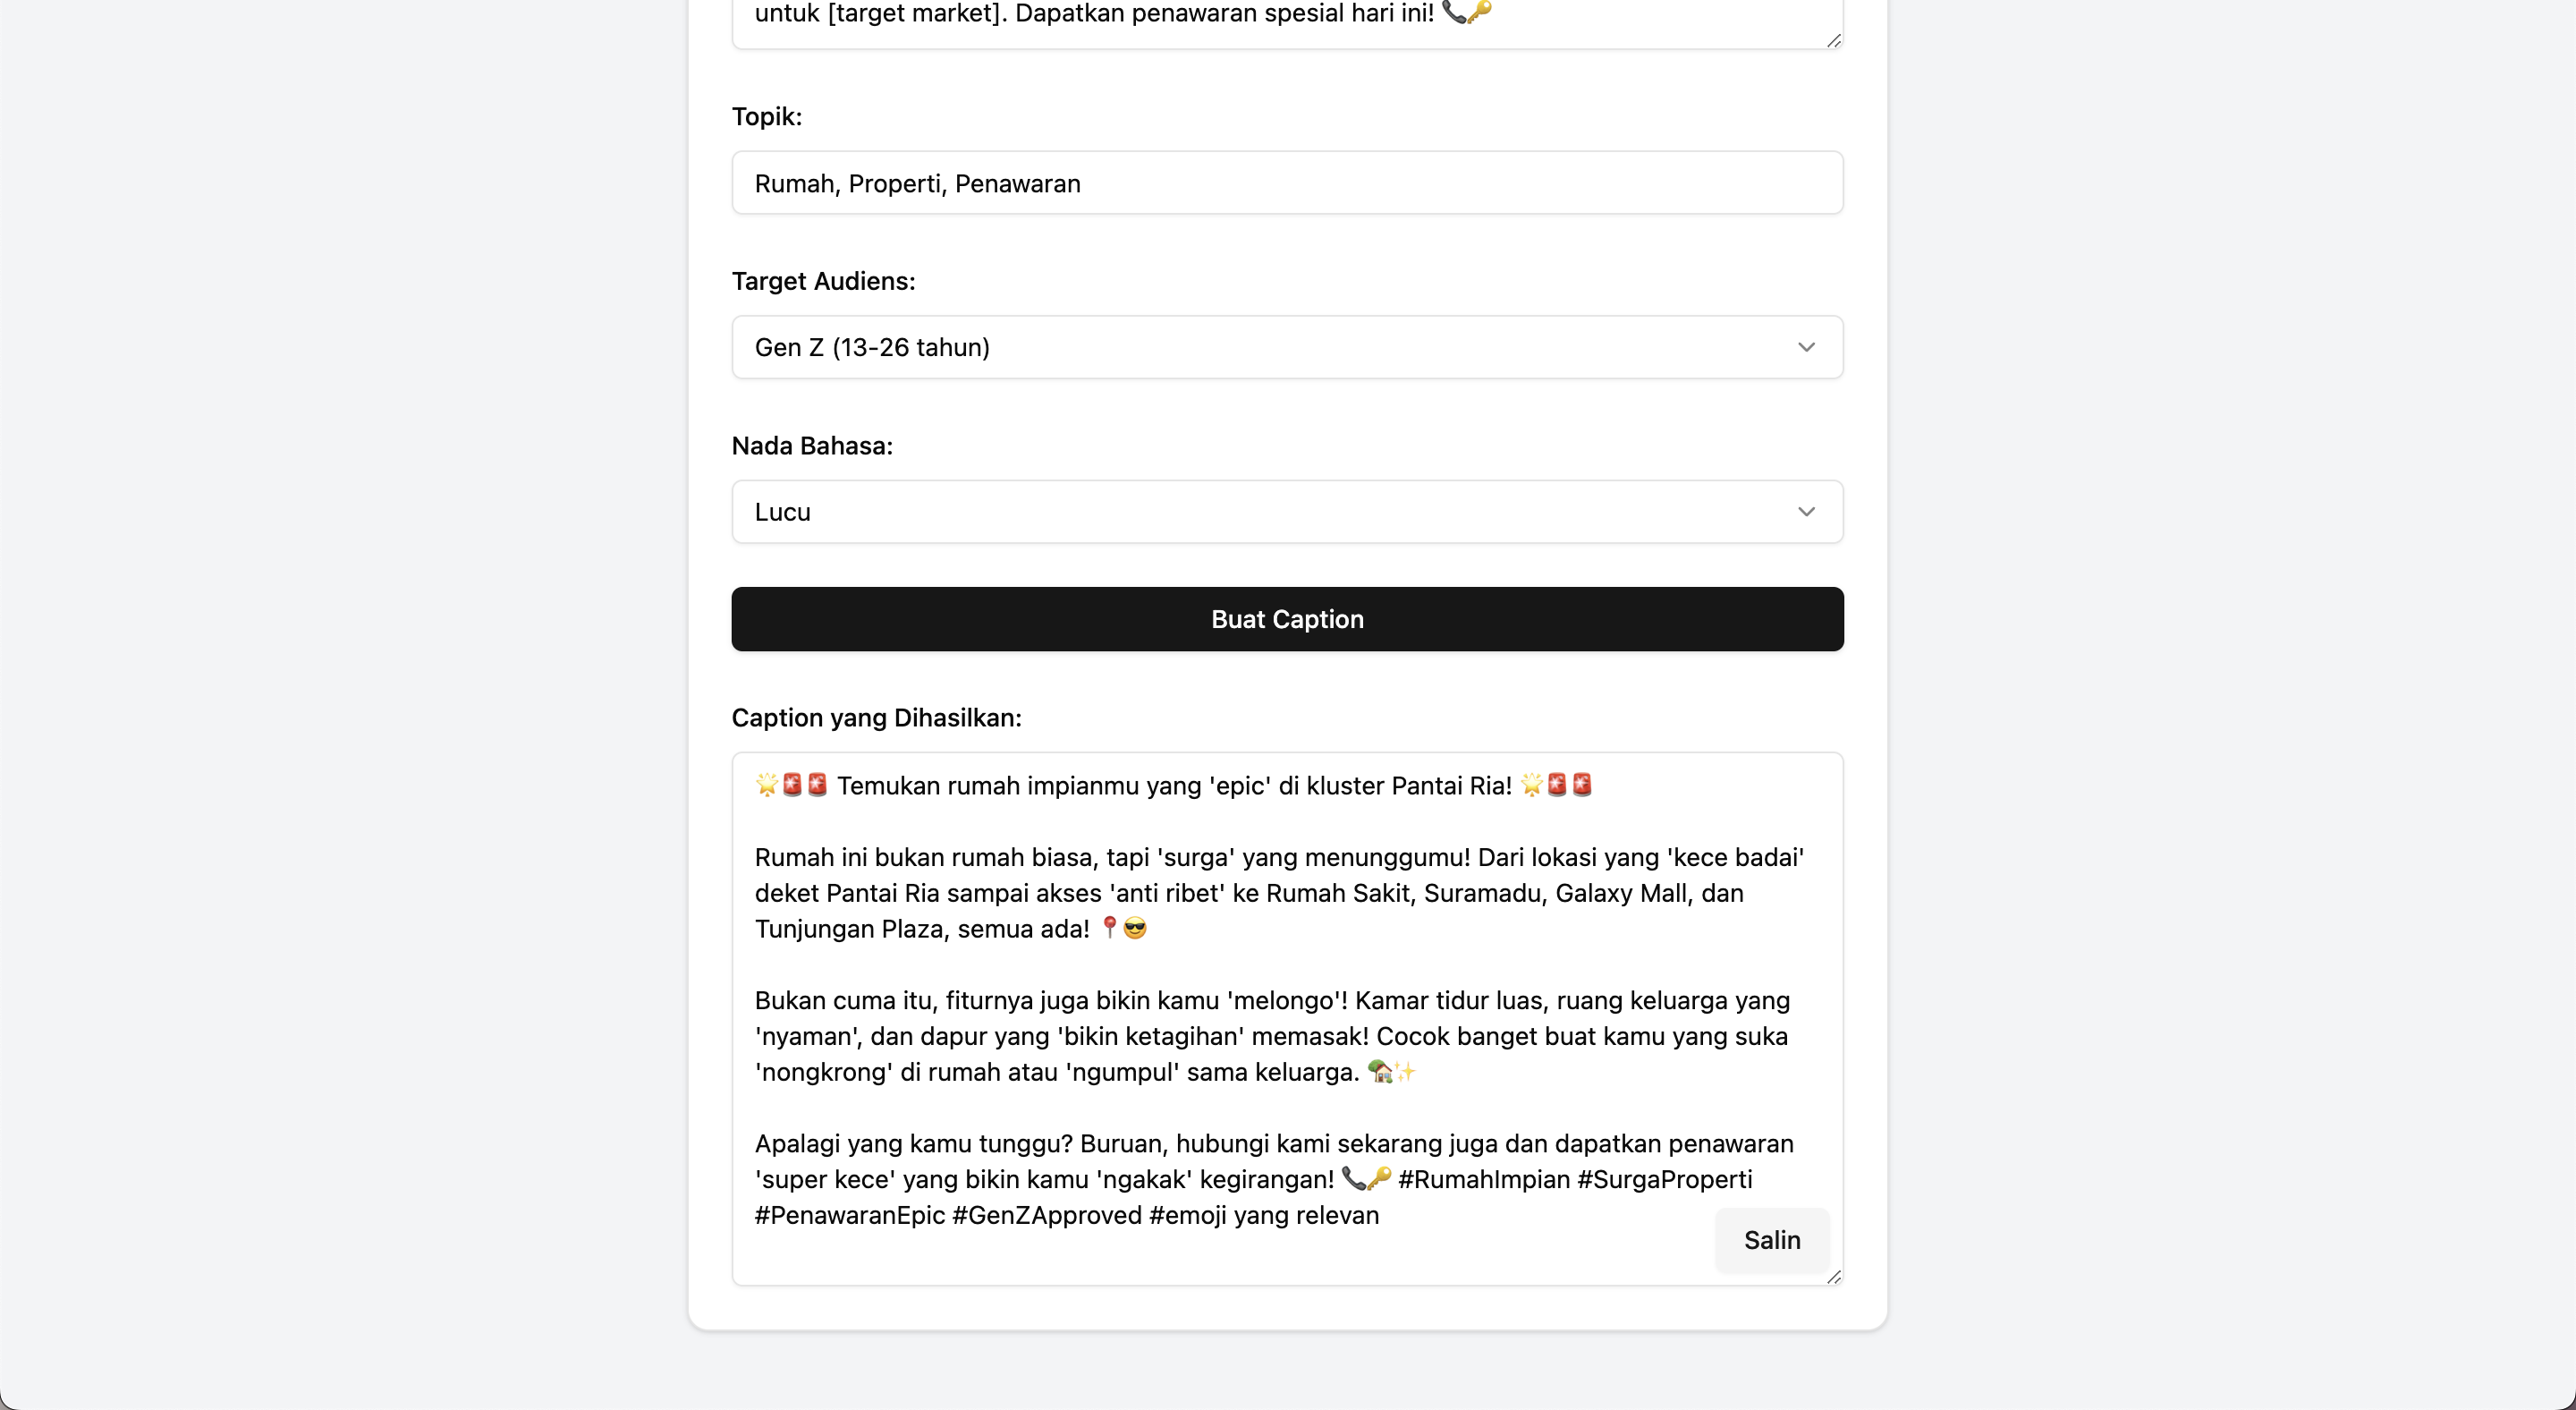 untuk [target market]. Dapatkan penawaran spesial hari ini! 📞🔑
Topik:
Rumah, Properti, Penawaran
Target Audiens:
Gen Z (13-26 tahun)
Nada Bahasa:
Lucu
Buat Caption
Caption yang Dihasilkan:
🌟🚨🚨 Temukan rumah impianmu yang 'epic' di kluster Pantai Ria! 🌟🚨🚨
Rumah ini bukan rumah biasa, tapi 'surga' yang menunggumu! Dari lokasi yang 'kece badai'
deket Pantai Ria sampai akses 'anti ribet' ke Rumah Sakit, Suramadu, Galaxy Mall, dan
Tunjungan Plaza, semua ada! 📍😎
Bukan cuma itu, fiturnya juga bikin kamu 'melongo'! Kamar tidur luas, ruang keluarga yang
'nyaman', dan dapur yang 'bikin ketagihan' memasak! Cocok banget buat kamu yang suka
'nongkrong' di rumah atau 'ngumpul' sama keluarga. 🏡✨
Apalagi yang kamu tunggu? Buruan, hubungi kami sekarang juga dan dapatkan penawaran
'super kece' yang bikin kamu 'ngakak' kegirangan! 📞🔑 #RumahImpian #SurgaProperti
#PenawaranEpic #GenZApproved #emoji yang relevan
Salin